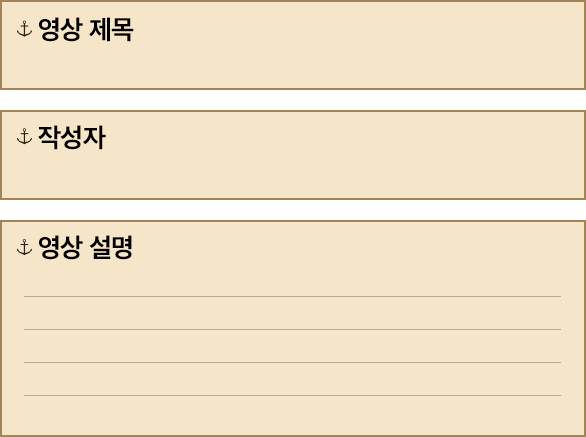 ⚓ 영상 제목
⚓ 작성자
⚓ 영상 설명